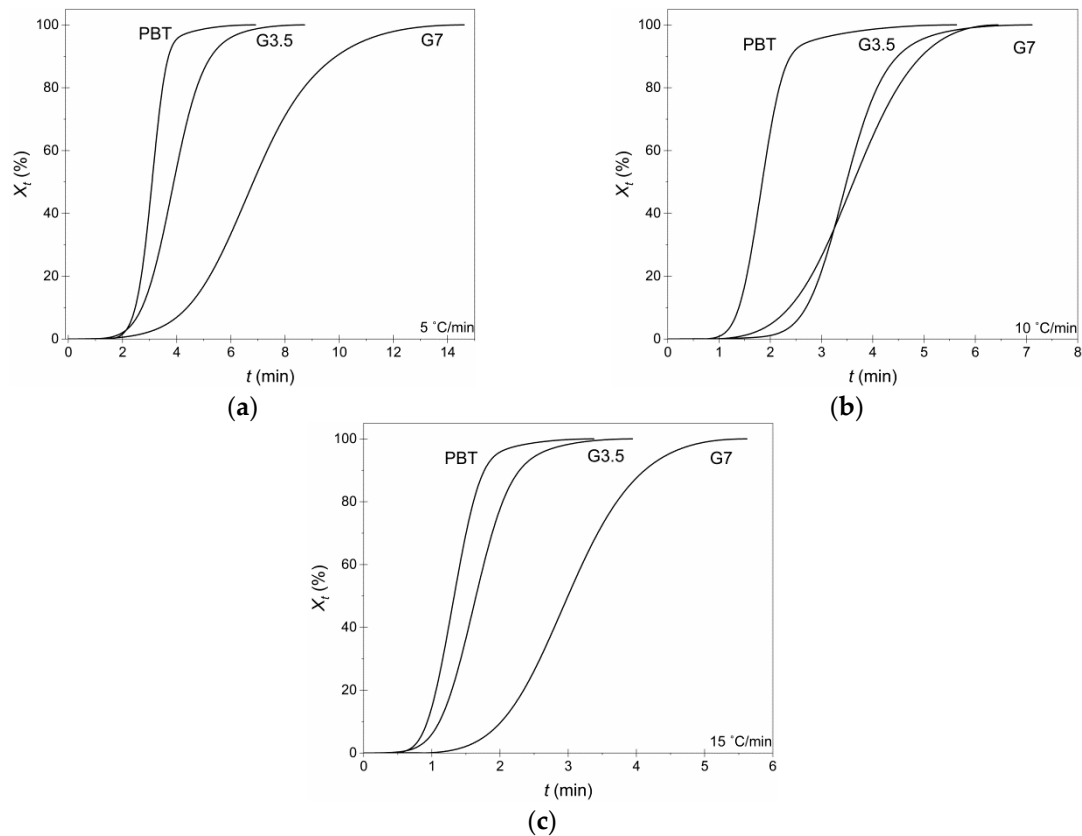 100
80
60
40
20
0
Xt (%)
PBT
G3.5
G7
5 °C/min
0 2 4 6 8 10 12 14
t (min)
(a)
100
80
60
40
20
0
Xt (%)
PBT
G3.5
G7
10 °C/min
0 1 2 3 4 5 6 7 8
t (min)
(b)
100
80
60
40
20
0
Xt (%)
PBT
G3.5
G7
15 °C/min
0 1 2 3 4 5 6
t (min)
(c)